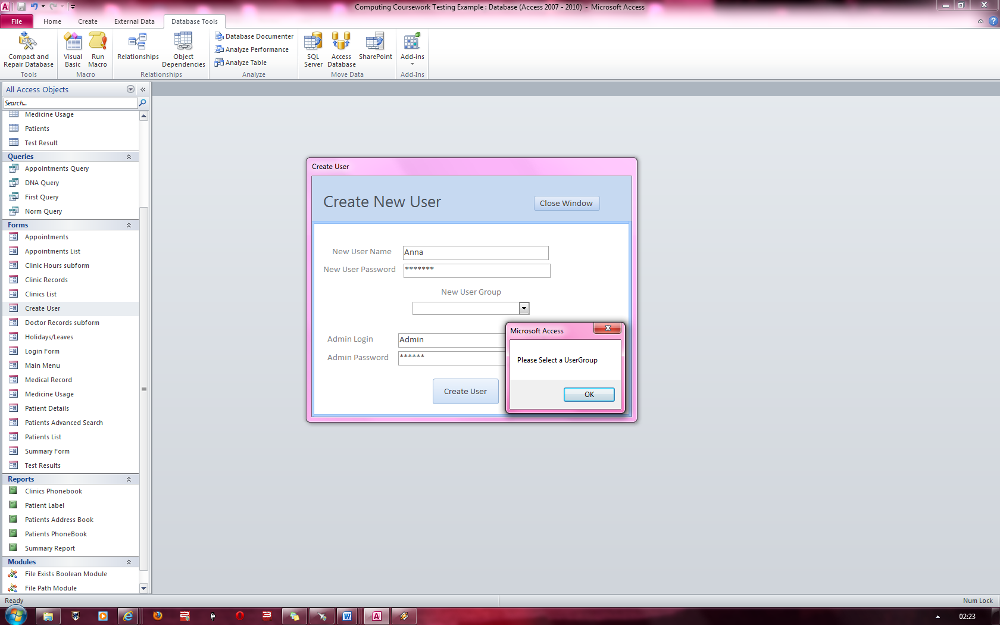 Computing Coursework Testing Example : Database (Access 2007 - 2010) - Microsoft Access
File Home Create External Data Database Tools
Compact and Repair Database
Tools
Visual Basic
Run Macro
Macro
Relationships
Object Dependencies
Relationships
Database Documenter
Analyze Performance
Analyze Table
Analyze
SQL Server
Access Database
SharePoint
Move Data
Add-ins
Add-Ins
All Access Objects
Search...
Medicine Usage
Patients
Test Result
Queries
Appointments Query
DNA Query
First Query
Norm Query
Forms
Appointments
Appointments List
Clinic Hours subform
Clinic Records
Clinics List
Create User
Doctor Records subform
Holidays/Leaves
Login Form
Main Menu
Medical Record
Medicine Usage
Patient Details
Patients Advanced Search
Patients List
Summary Form
Test Results
Reports
Clinics Phonebook
Patient Label
Patients Address Book
Patients PhoneBook
Summary Report
Modules
File Exists Boolean Module
File Path Module
Create User
Create New User
Close Window
New User Name Anna
New User Password *******
New User Group
Admin Login Admin
Admin Password ******
Create User
Microsoft Access
Please Select a UserGroup
OK
Ready
Num Lock
02:23